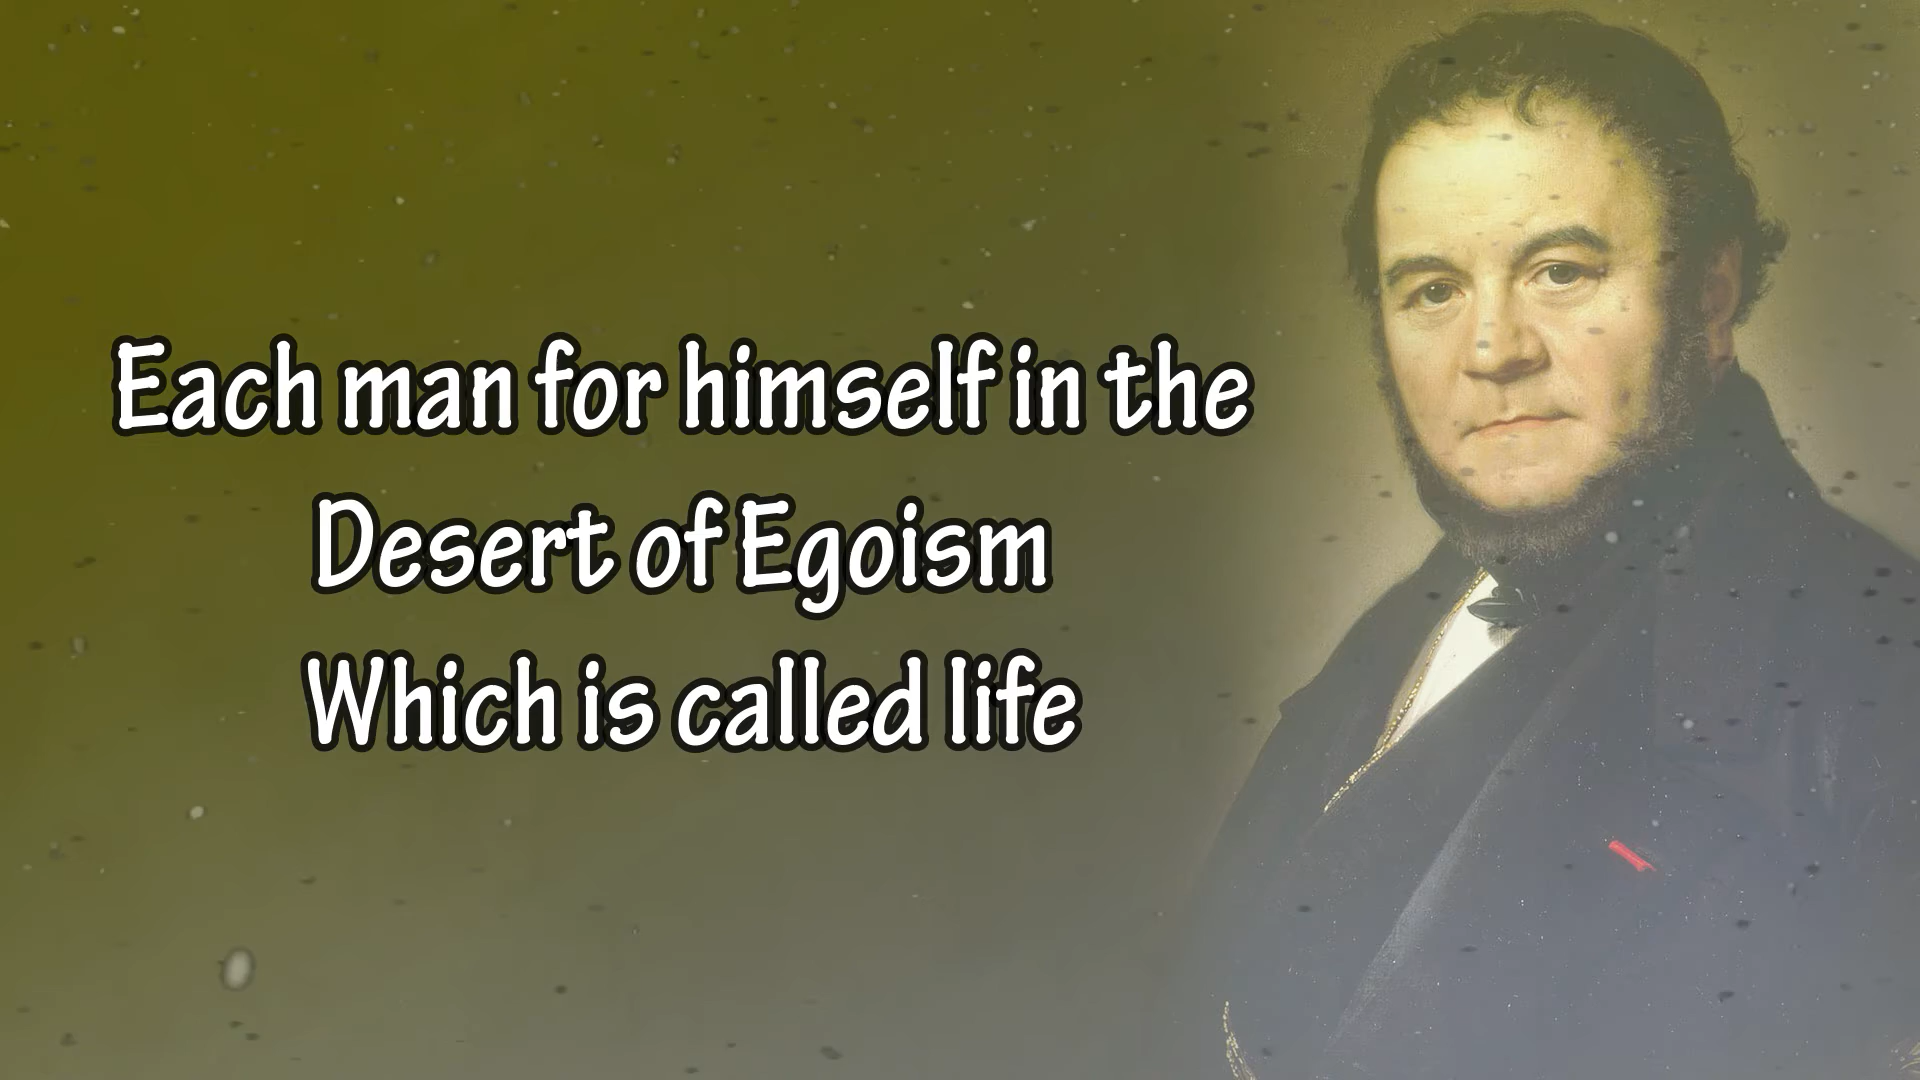 Each man for himself in the
Desert of Egoism
Which is called life